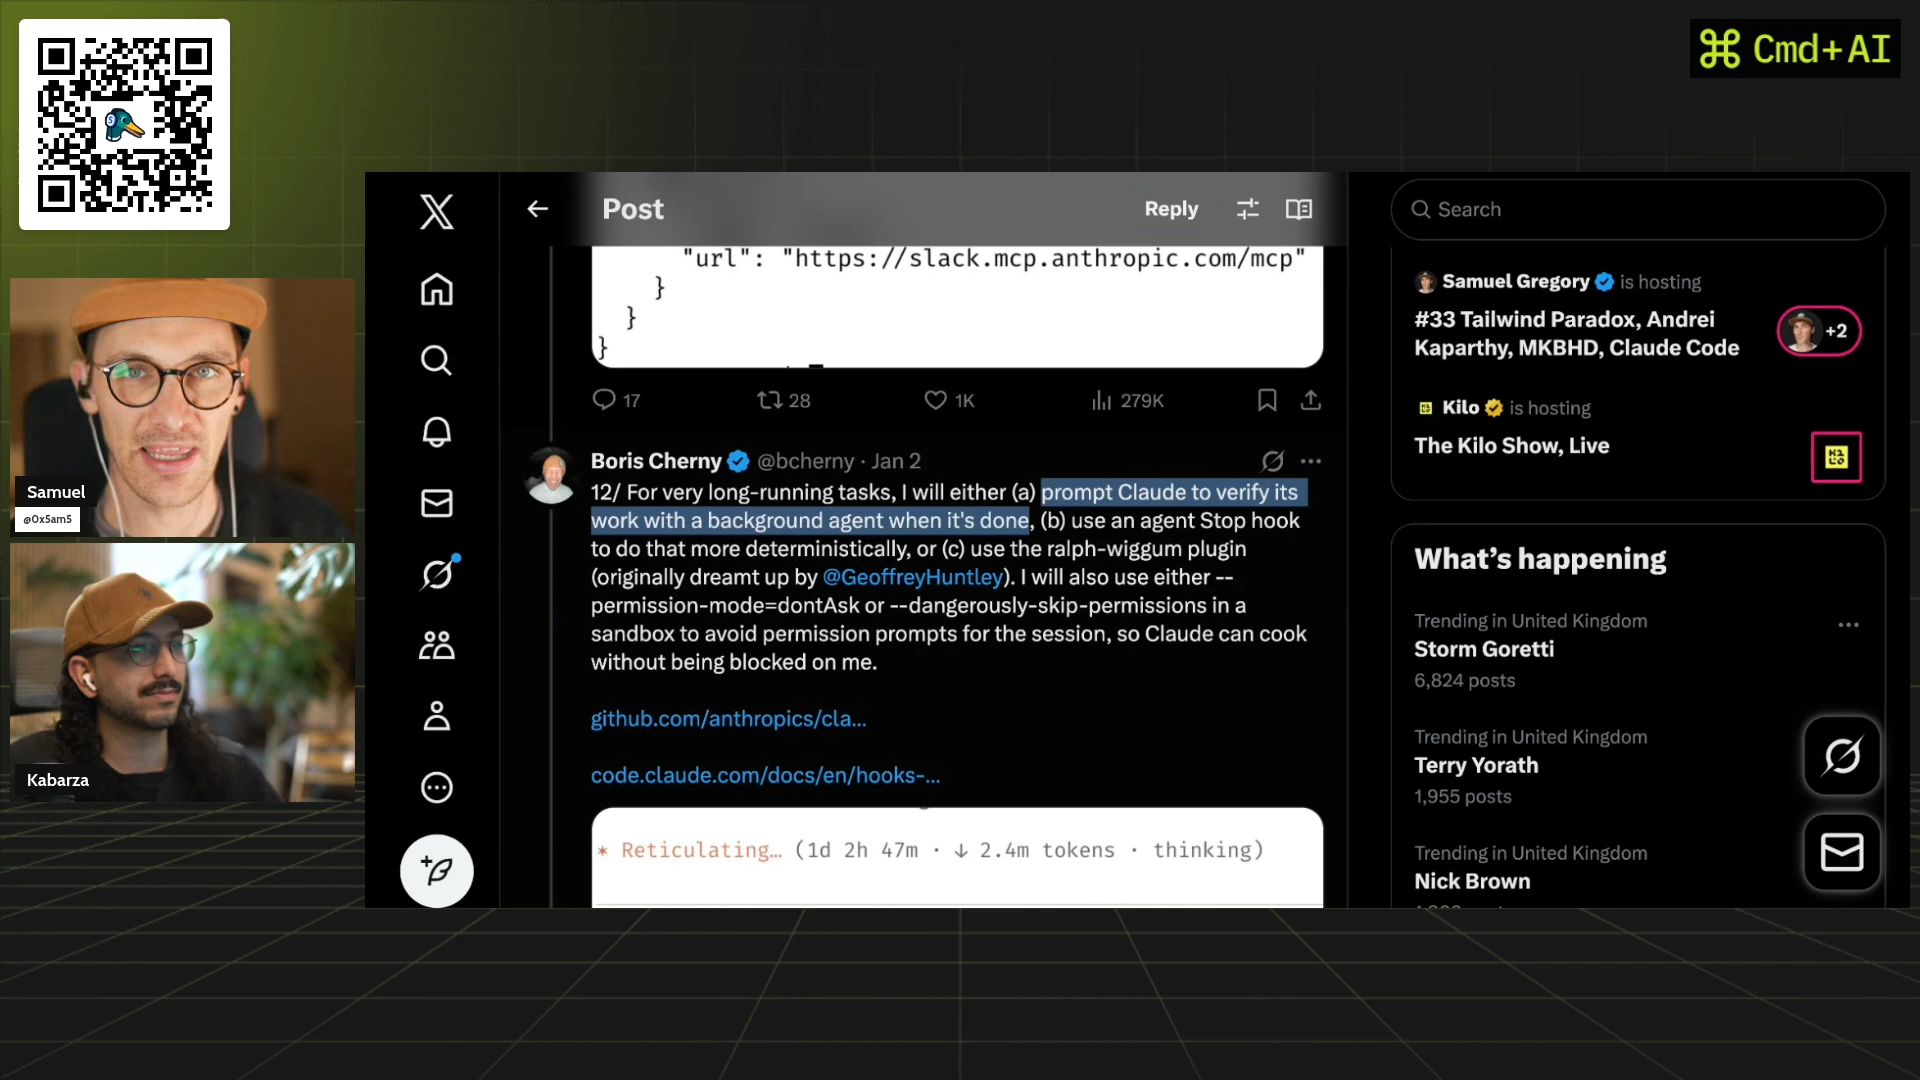 Cmd+AI
Samuel
@0x5am5
Kabarza
Post
Reply
"url": "https://slack.mcp.anthropic.com/mcp"
}
}
}
17
28
1K
279K
Boris Cherny @bcherny · Jan 2
12/ For very long-running tasks, I will either (a) prompt Claude to verify its
work with a background agent when it's done, (b) use an agent Stop hook
to do that more deterministically, or (c) use the ralph-wiggum plugin
(originally dreamt up by @GeoffreyHuntley). I will also use either --
permission-mode=dontAsk or --dangerously-skip-permissions in a
sandbox to avoid permission prompts for the session, so Claude can cook
without being blocked on me.
github.com/anthropics/cla...
code.claude.com/docs/en/hooks-...
* Reticulating… (1d 2h 47m · ↓ 2.4m tokens · thinking)
Search
Samuel Gregory is hosting
#33 Tailwind Paradox, Andrei
Kaparthy, MKBHD, Claude Code
+2
Kilo is hosting
The Kilo Show, Live
What's happening
Trending in United Kingdom
Storm Goretti
6,824 posts
Trending in United Kingdom
Terry Yorath
1,955 posts
Trending in United Kingdom
Nick Brown